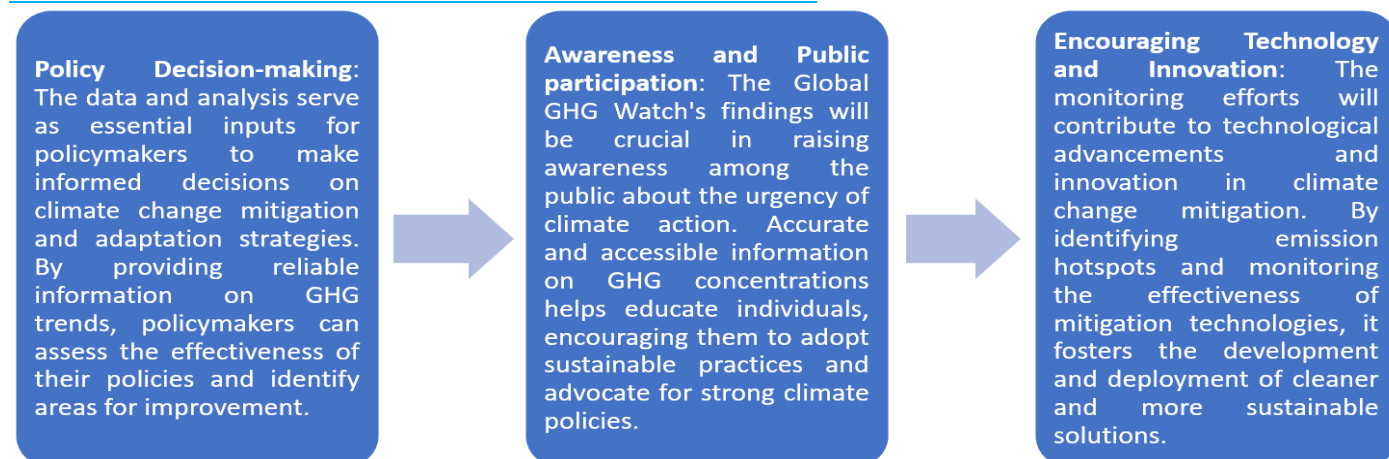 Policy Decision-making:
The data and analysis serve
as essential inputs for
policymakers to make
informed decisions on
climate change mitigation
and adaptation strategies.
By providing reliable
information on GHG
trends, policymakers can
assess the effectiveness of
their policies and identify
areas for improvement.
Awareness and Public
participation: The Global
GHG Watch's findings will
be crucial in raising
awareness among the
public about the urgency of
climate action. Accurate
and accessible information
on GHG concentrations
helps educate individuals,
encouraging them to adopt
sustainable practices and
advocate for strong climate
policies.
Encouraging Technology
and Innovation: The
monitoring efforts will
contribute to technological
advancements and
innovation in climate
change mitigation. By
identifying emission
hotspots and monitoring
the effectiveness of
mitigation technologies, it
fosters the development
and deployment of cleaner
and more sustainable
solutions.